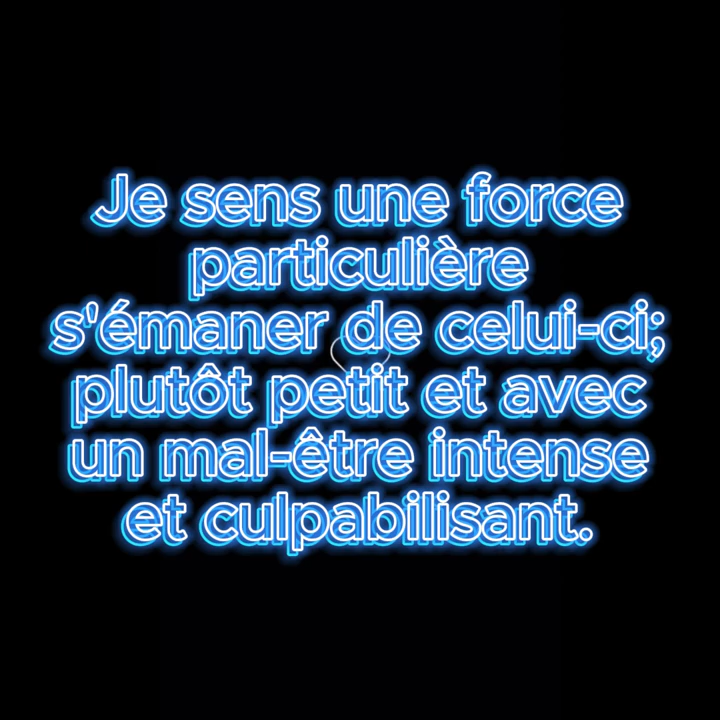 Je sens une force
particulière
s'émaner de celui-ci;
plutôt petit et avec
un mal-être intense
et culpabilisant.